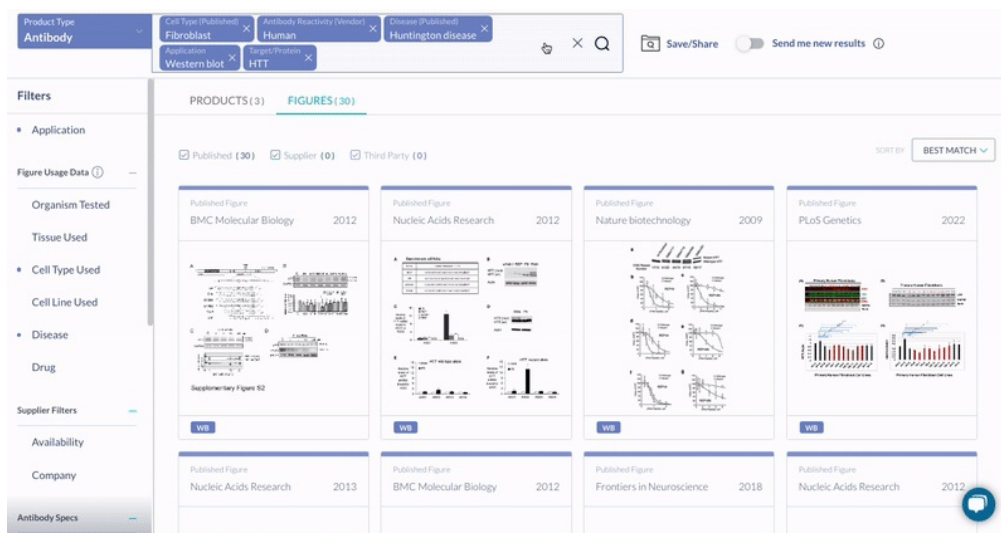 Product Type
Antibody
Cell Type (Published)
Fibroblast
Antibody Reactivity (Vendor)
Human
Disease (Published)
Huntington disease
Application
Western blot
Target/Protein
HTT
Save/Share
Send me new results
Filters
Application
Figure Usage Data
Organism Tested
Tissue Used
Cell Type Used
Cell Line Used
Disease
Drug
Supplier Filters
Availability
Company
Antibody Specs
PRODUCTS (3) FIGURES (30)
Published (30) Supplier (0) Third Party (0)
SORT BY BEST MATCH
Published Figure
BMC Molecular Biology 2012
Supplementary Figure S2
WB
Published Figure
Nucleic Acids Research 2012
WB
Published Figure
Nature biotechnology 2009
WB
Published Figure
PLoS Genetics 2022
Primary Human Fibroblasts
Primary Human Fibroblasts
WB
Published Figure
Nucleic Acids Research 2013
Published Figure
BMC Molecular Biology 2012
Published Figure
Frontiers in Neuroscience 2018
Published Figure
Nucleic Acids Research 2012